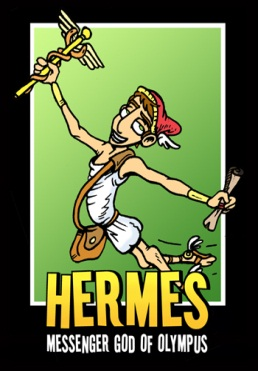 HERMES
MESSENGER GOD OF OLYMPUS